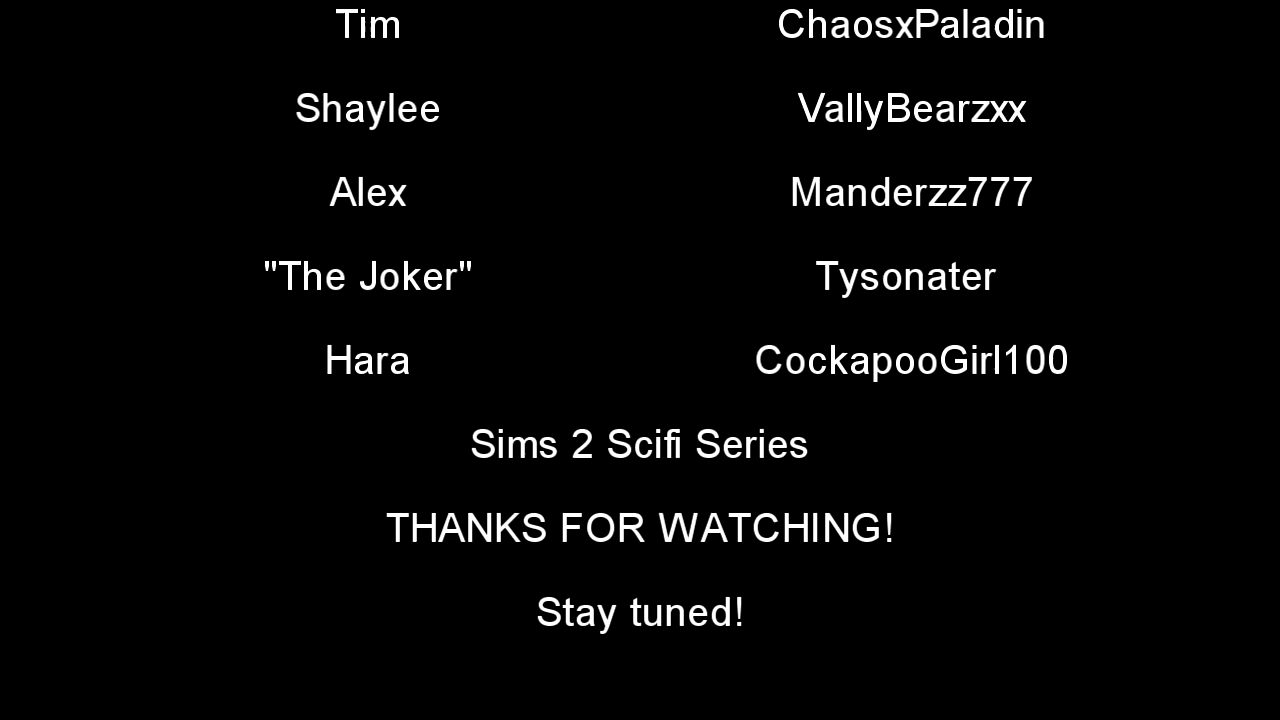 Tim ChaosxPaladin
Shaylee VallyBearzxx
Alex Manderzz777
"The Joker" Tysonater
Hara CockapooGirl100
Sims 2 Scifi Series
THANKS FOR WATCHING!
Stay tuned!